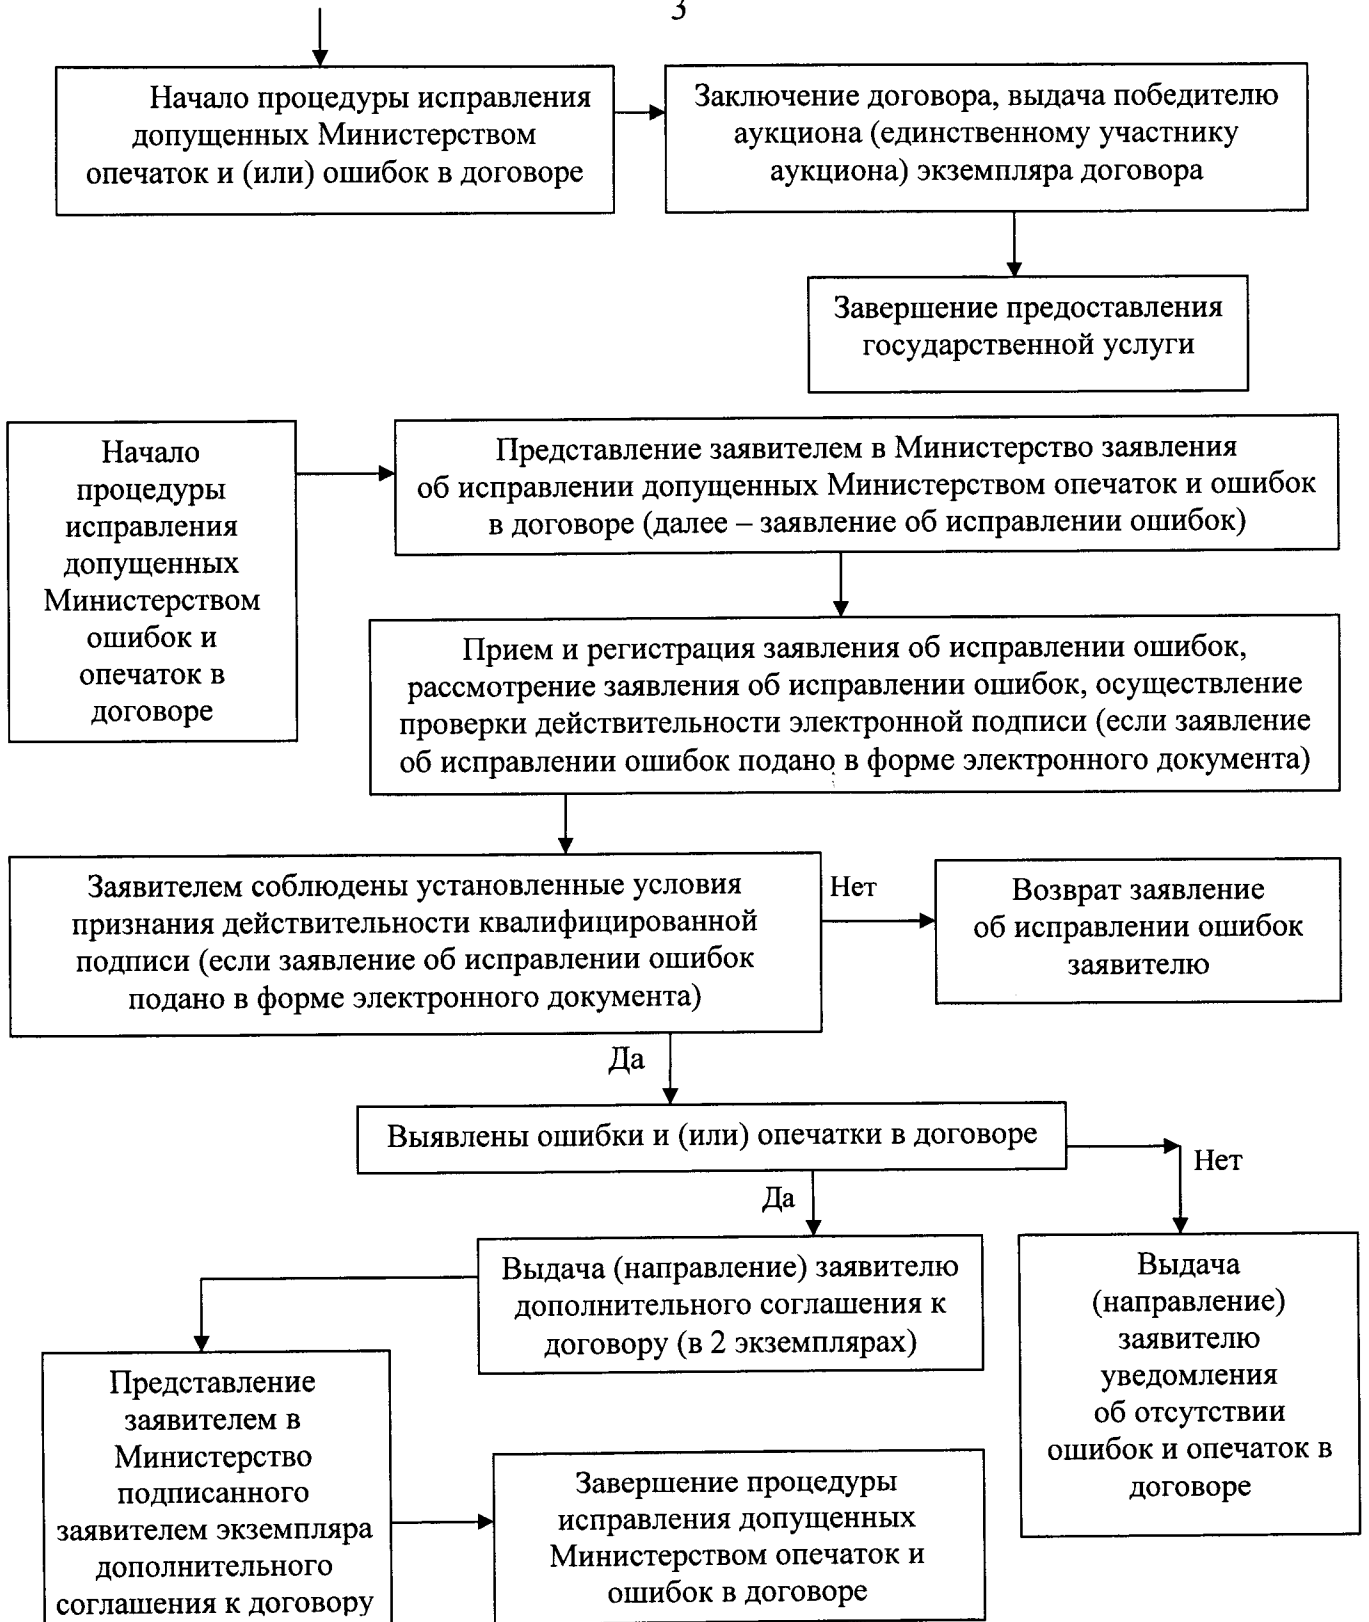 3
Начало процедуры исправления
допущенных Министерством
опечаток и (или) ошибок в договоре
Заключение договора, выдача победителю
аукциона (единственному участнику
аукциона) экземпляра договора
Завершение предоставления
государственной услуги
Начало
процедуры
исправления
допущенных
Министерством
ошибок и
опечаток в
договоре
Представление заявителем в Министерство заявления
об исправлении допущенных Министерством опечаток и ошибок
в договоре (далее – заявление об исправлении ошибок)
Прием и регистрация заявления об исправлении ошибок,
рассмотрение заявления об исправлении ошибок, осуществление
проверки действительности электронной подписи (если заявление
об исправлении ошибок подано в форме электронного документа)
Заявителем соблюдены установленные условия
признания действительности квалифицированной
подписи (если заявление об исправлении ошибок
подано в форме электронного документа)
Нет
Возврат заявление
об исправлении ошибок
заявителю
Да
Выявлены ошибки и (или) опечатки в договоре
Нет
Да
Выдача (направление) заявителю
дополнительного соглашения к
договору (в 2 экземплярах)
Выдача
(направление)
заявителю
уведомления
об отсутствии
ошибок и опечаток в
договоре
Представление
заявителем в
Министерство
подписанного
заявителем экземпляра
дополнительного
соглашения к договору
Завершение процедуры
исправления допущенных
Министерством опечаток и
ошибок в договоре